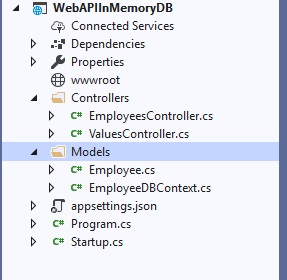 WebAPIInMemoryDB
Connected Services
Dependencies
Properties
wwwroot
Controllers
C# EmployeesController.cs
C# ValuesController.cs
Models
C# Employee.cs
C# EmployeeDBContext.cs
appsettings.json
C# Program.cs
C# Startup.cs